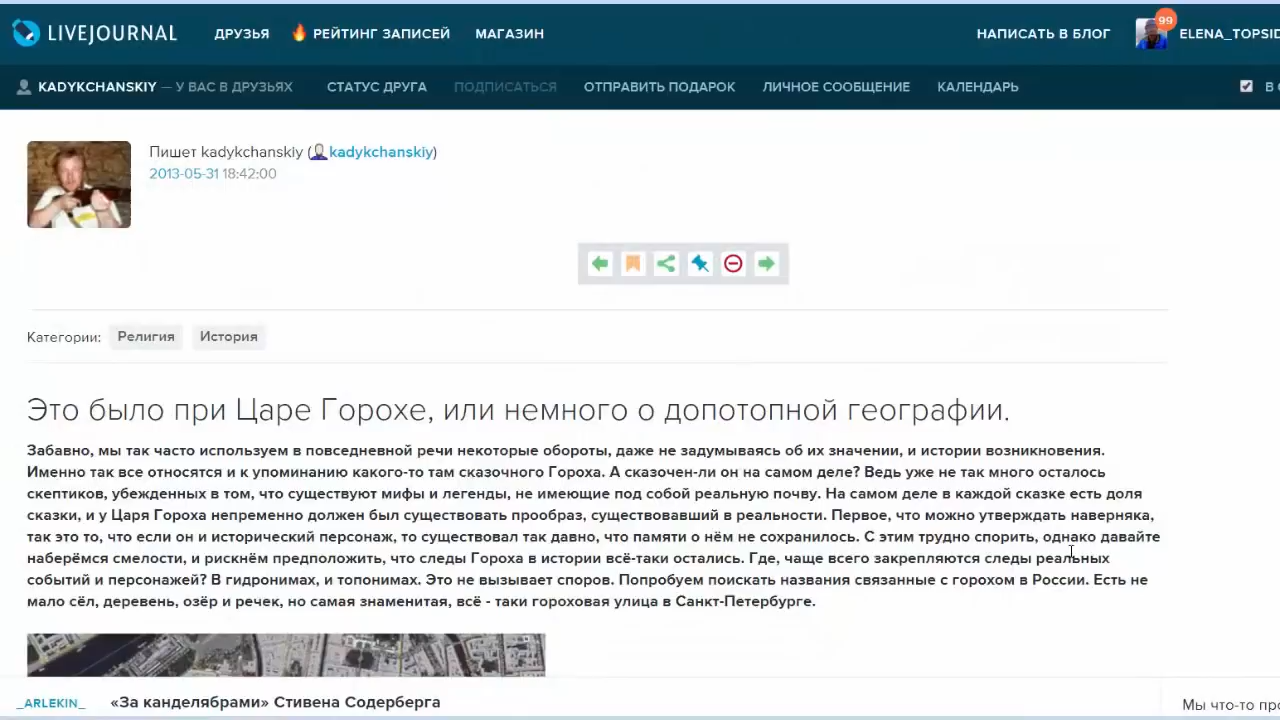 LIVEJOURNAL ДРУЗЬЯ РЕЙТИНГ ЗАПИСЕЙ МАГАЗИН НАПИСАТЬ В БЛОГ 99 ELENA_TOPSID
KADYKCHANSKIY — У ВАС В ДРУЗЬЯХ СТАТУС ДРУГА ПОДПИСАТЬСЯ ОТПРАВИТЬ ПОДАРОК ЛИЧНОЕ СООБЩЕНИЕ КАЛЕНДАРЬ В
Пишет kadykchanskiy (kadykchanskiy)
2013-05-31 18:42:00
Категории: Религия История
Это было при Царе Горохе, или немного о допотопной географии.
Забавно, мы так часто используем в повседневной речи некоторые обороты, даже не задумываясь об их значении, и истории возникновения.
Именно так все относятся и к упоминанию какого-то там сказочного Гороха. А сказочен-ли он на самом деле? Ведь уже не так много осталось
скептиков, убежденных в том, что существуют мифы и легенды, не имеющие под собой реальную почву. На самом деле в каждой сказке есть доля
сказки, и у Царя Гороха непременно должен был существовать прообраз, существовавший в реальности. Первое, что можно утверждать наверняка,
так это то, что если он и исторический персонаж, то существовал так давно, что памяти о нём не сохранилось. С этим трудно спорить, однако давайте
наберёмся смелости, и рискнём предположить, что следы Гороха в истории всё-таки остались. Где, чаще всего закрепляются следы реальных
событий и персонажей? В гидронимах, и топонимах. Это не вызывает споров. Попробуем поискать названия связанные с горохом в России. Есть не
мало сёл, деревень, озёр и речек, но самая знаменитая, всё - таки гороховая улица в Санкт-Петербурге.
_ARLEKIN_ «За канделябрами» Стивена Содерберга Мы что-то про